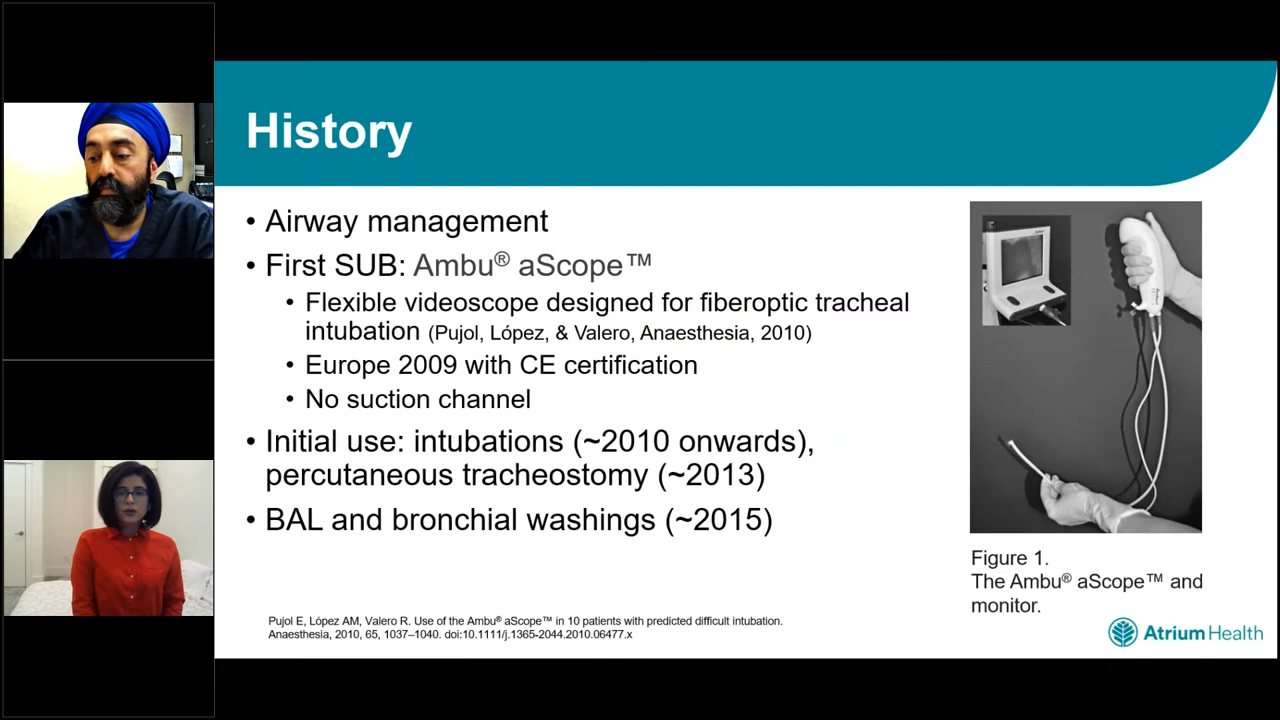 History
• Airway management
• First SUB: Ambu® aScope™
• Flexible videoscope designed for fiberoptic tracheal
intubation (Pujol, López, & Valero, Anaesthesia, 2010)
• Europe 2009 with CE certification
• No suction channel
• Initial use: intubations (~2010 onwards),
percutaneous tracheostomy (~2013)
• BAL and bronchial washings (~2015)
Figure 1.
The Ambu® aScope™ and
monitor.
Pujol E, López AM, Valero R. Use of the Ambu® aScope™ in 10 patients with predicted difficult intubation.
Anaesthesia, 2010, 65, 1037–1040. doi:10.1111/j.1365-2044.2010.06477.x
Atrium Health